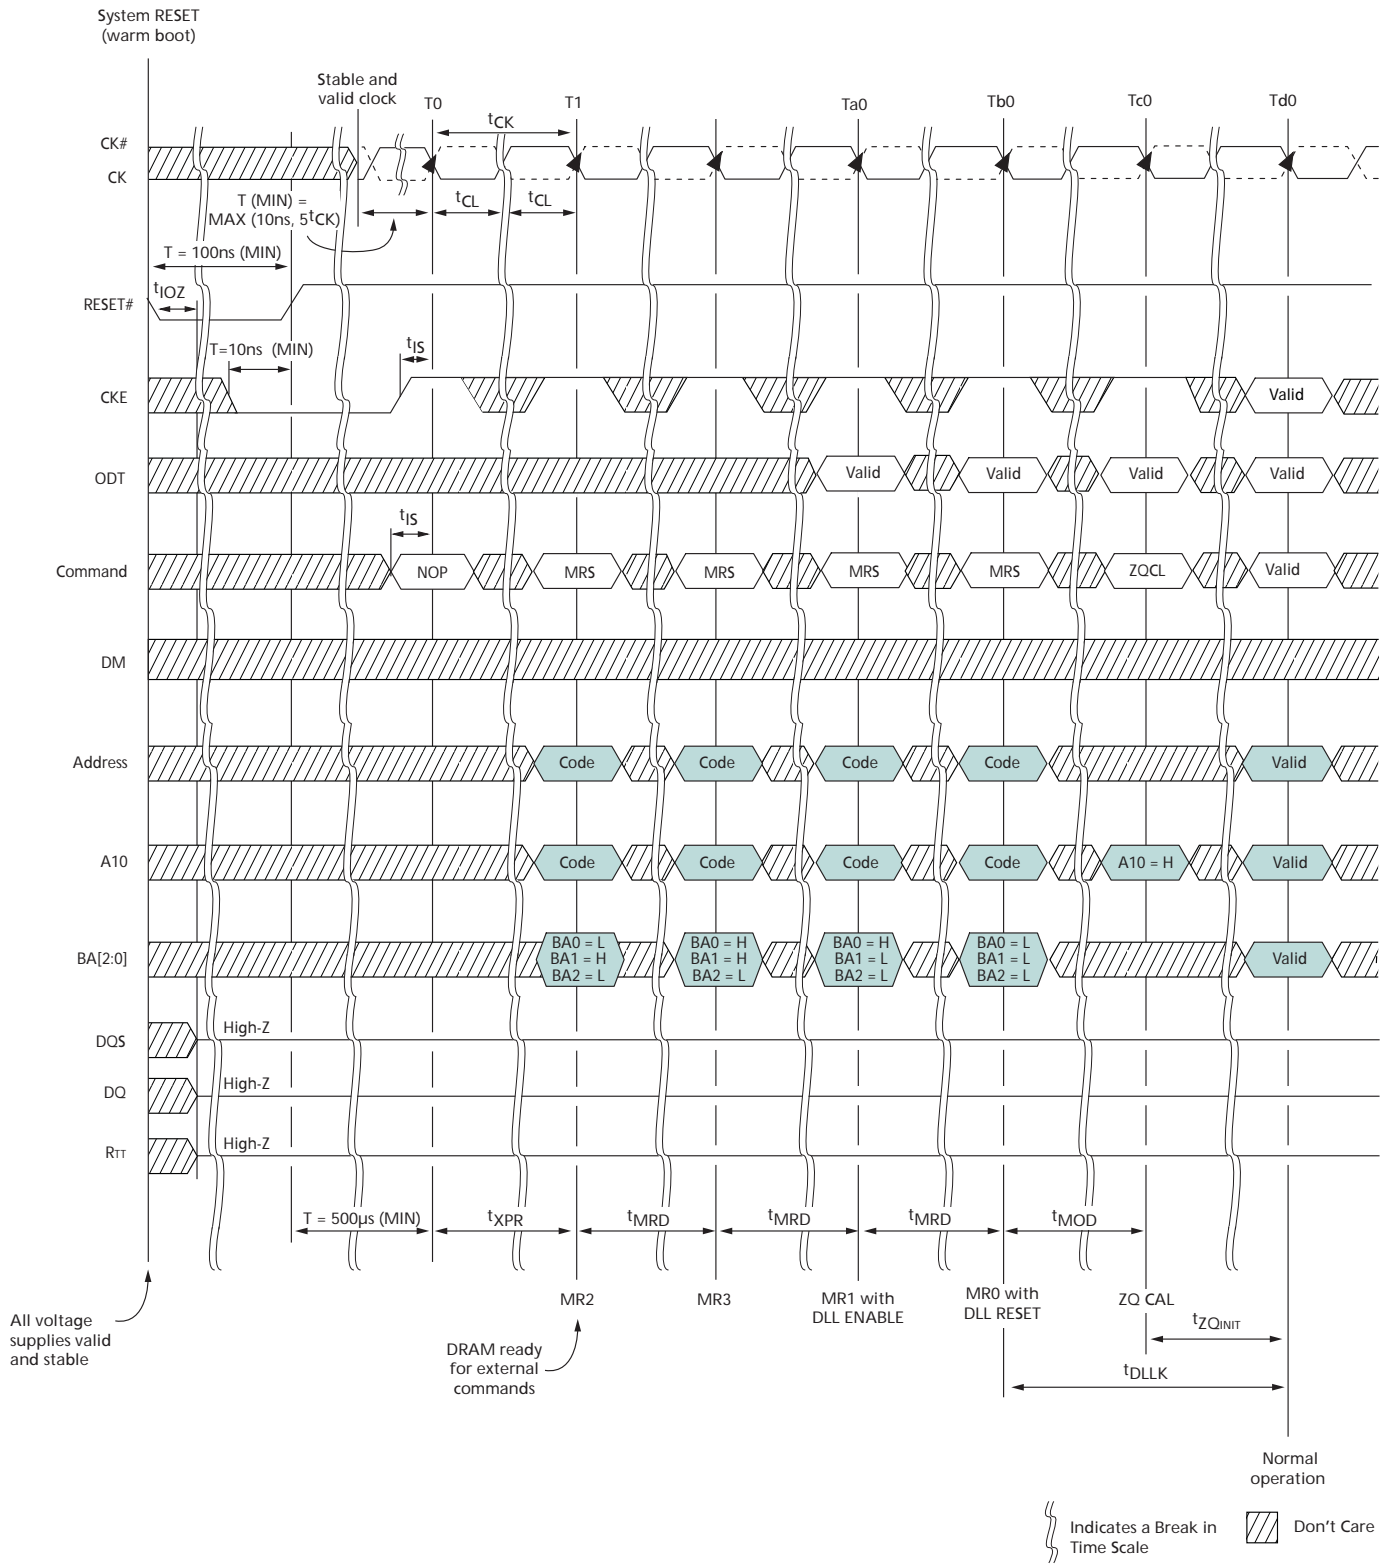 System RESET
(warm boot)
Stable and
valid clock
T0
T1
Ta0
Tb0
Tc0
Td0
tCK
CK#
CK
T (MIN) =
MAX (10ns, 5tCK)
tCL
tCL
T = 100ns (MIN)
tIOZ
RESET#
T=10ns (MIN)
tIS
CKE
Valid
ODT
Valid
Valid
Valid
Valid
tIS
Command
NOP
MRS
MRS
MRS
MRS
ZQCL
Valid
DM
Address
Code
Code
Code
Code
Valid
A10
Code
Code
Code
Code
A10 = H
Valid
BA[2:0]
BA0 = L
BA1 = H
BA2 = L
BA0 = H
BA1 = H
BA2 = L
BA0 = H
BA1 = L
BA2 = L
BA0 = L
BA1 = L
BA2 = L
Valid
DQS
High-Z
DQ
High-Z
RTT
High-Z
T = 500µs (MIN)
tXPR
tMRD
tMRD
tMRD
tMOD
All voltage
supplies valid
and stable
MR2
MR3
MR1 with
DLL ENABLE
MR0 with
DLL RESET
ZQ CAL
tZQINIT
DRAM ready
for external
commands
tDLLK
Normal
operation
Indicates a Break in
Time Scale
Don't Care